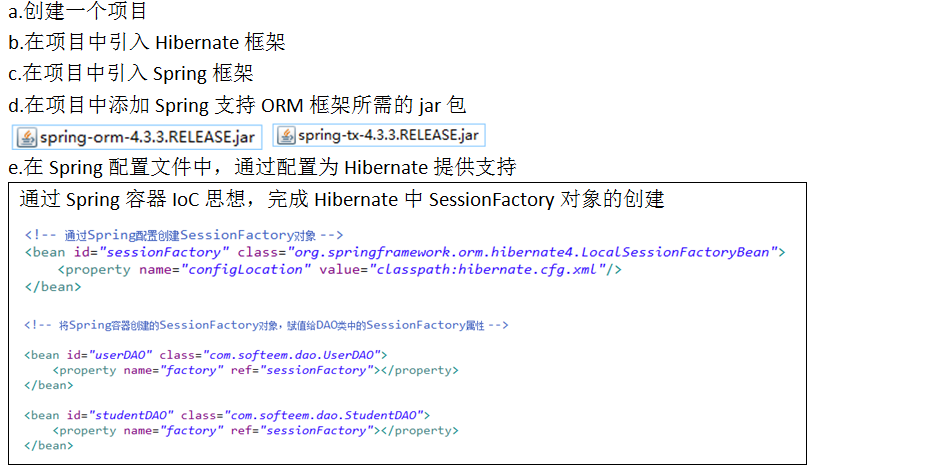 a.创建一个项目
b.在项目中引入 Hibernate 框架
c.在项目中引入 Spring 框架
d.在项目中添加 Spring 支持 ORM 框架所需的 jar 包
spring-orm-4.3.3.RELEASE.jar spring-tx-4.3.3.RELEASE.jar
e.在 Spring 配置文件中，通过配置为 Hibernate 提供支持
通过 Spring 容器 IoC 思想，完成 Hibernate 中 SessionFactory 对象的创建
<!-- 通过Spring配置创建SessionFactory对象 -->
<bean id="sessionFactory" class="org.springframework.orm.hibernate4.LocalSessionFactoryBean">
<property name="configLocation" value="classpath:hibernate.cfg.xml"/>
</bean>
<!-- 将Spring容器创建的SessionFactory对象，赋值给DAO类中的SessionFactory属性 -->
<bean id="userDAO" class="com.softeem.dao.UserDAO">
<property name="factory" ref="sessionFactory"></property>
</bean>
<bean id="studentDAO" class="com.softeem.dao.StudentDAO">
<property name="factory" ref="sessionFactory"></property>
</bean>